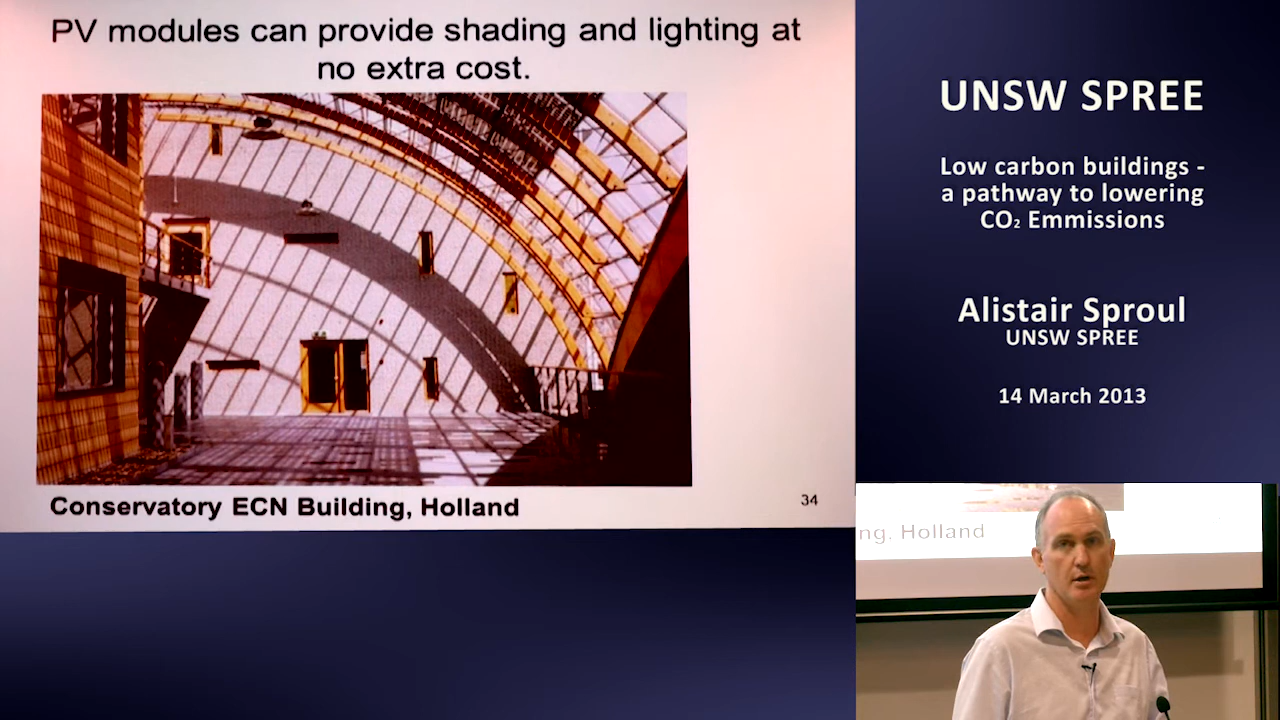 PV modules can provide shading and lighting at
no extra cost.
Conservatory ECN Building, Holland
34
UNSW SPREE
Low carbon buildings -
a pathway to lowering
CO₂ Emmissions
Alistair Sproul
UNSW SPREE
14 March 2013
ng, Holland